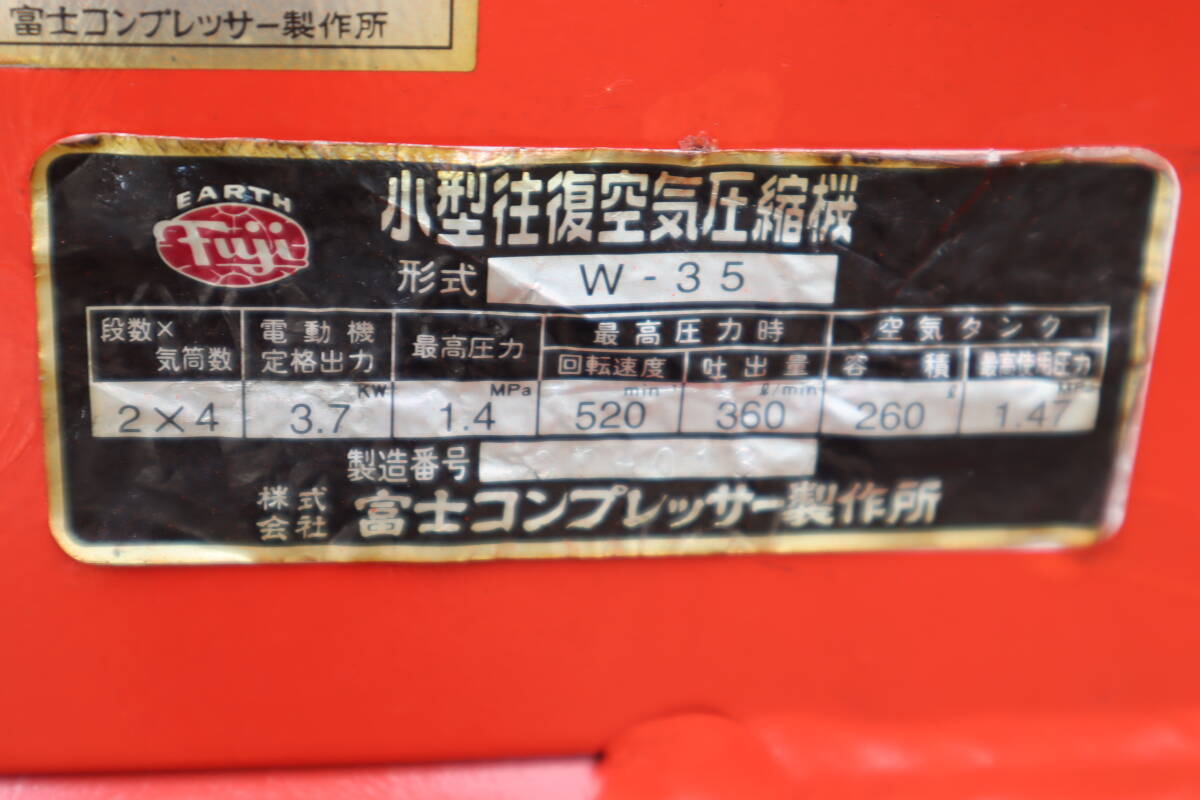 富士コンプレッサー製作所
EARTH
Fuji
小型往復空気圧縮機
形式 W-35
段数× 電動機 最高圧力 最高圧力時 空気タンク
気筒数 定格出力 回転速度 吐出量 容積 最高使用圧力
KW MPa min⁻¹ ℓ/min ℓ MPa
2×4 3.7 1.4 520 360 260 1.47
製造番号
株式会社 富士コンプレッサー製作所